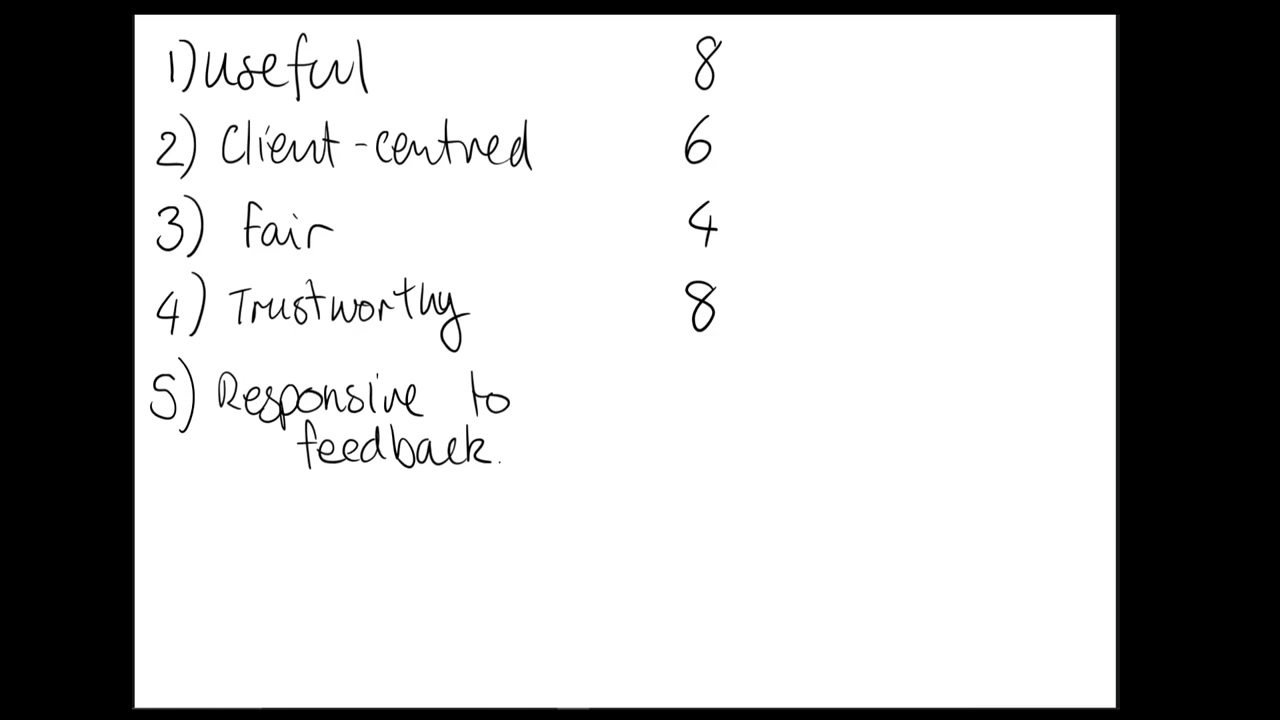 1) useful 8
2) Client-centred 6
3) fair 4
4) Trustworthy 8
5) Responsive to
feedback.